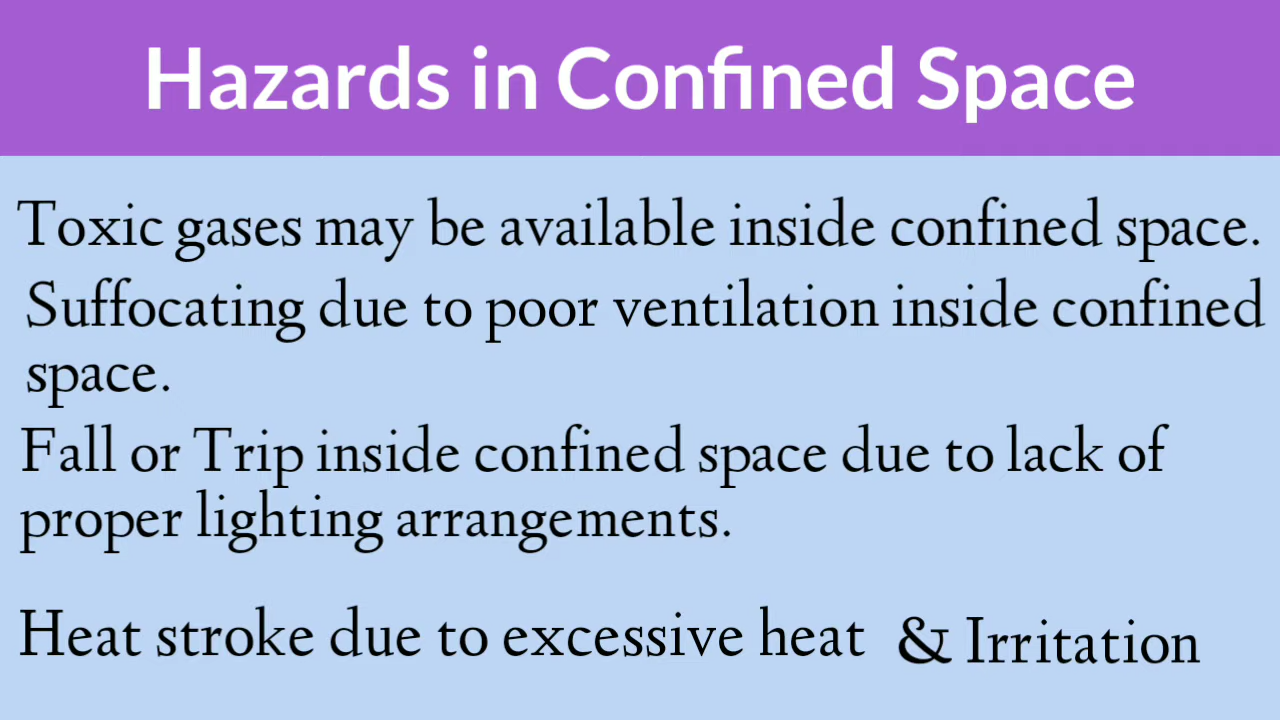 Hazards in Confined Space
Toxic gases may be available inside confined space.
Suffocating due to poor ventilation inside confined
space.
Fall or Trip inside confined space due to lack of
proper lighting arrangements.
Heat stroke due to excessive heat & Irritation